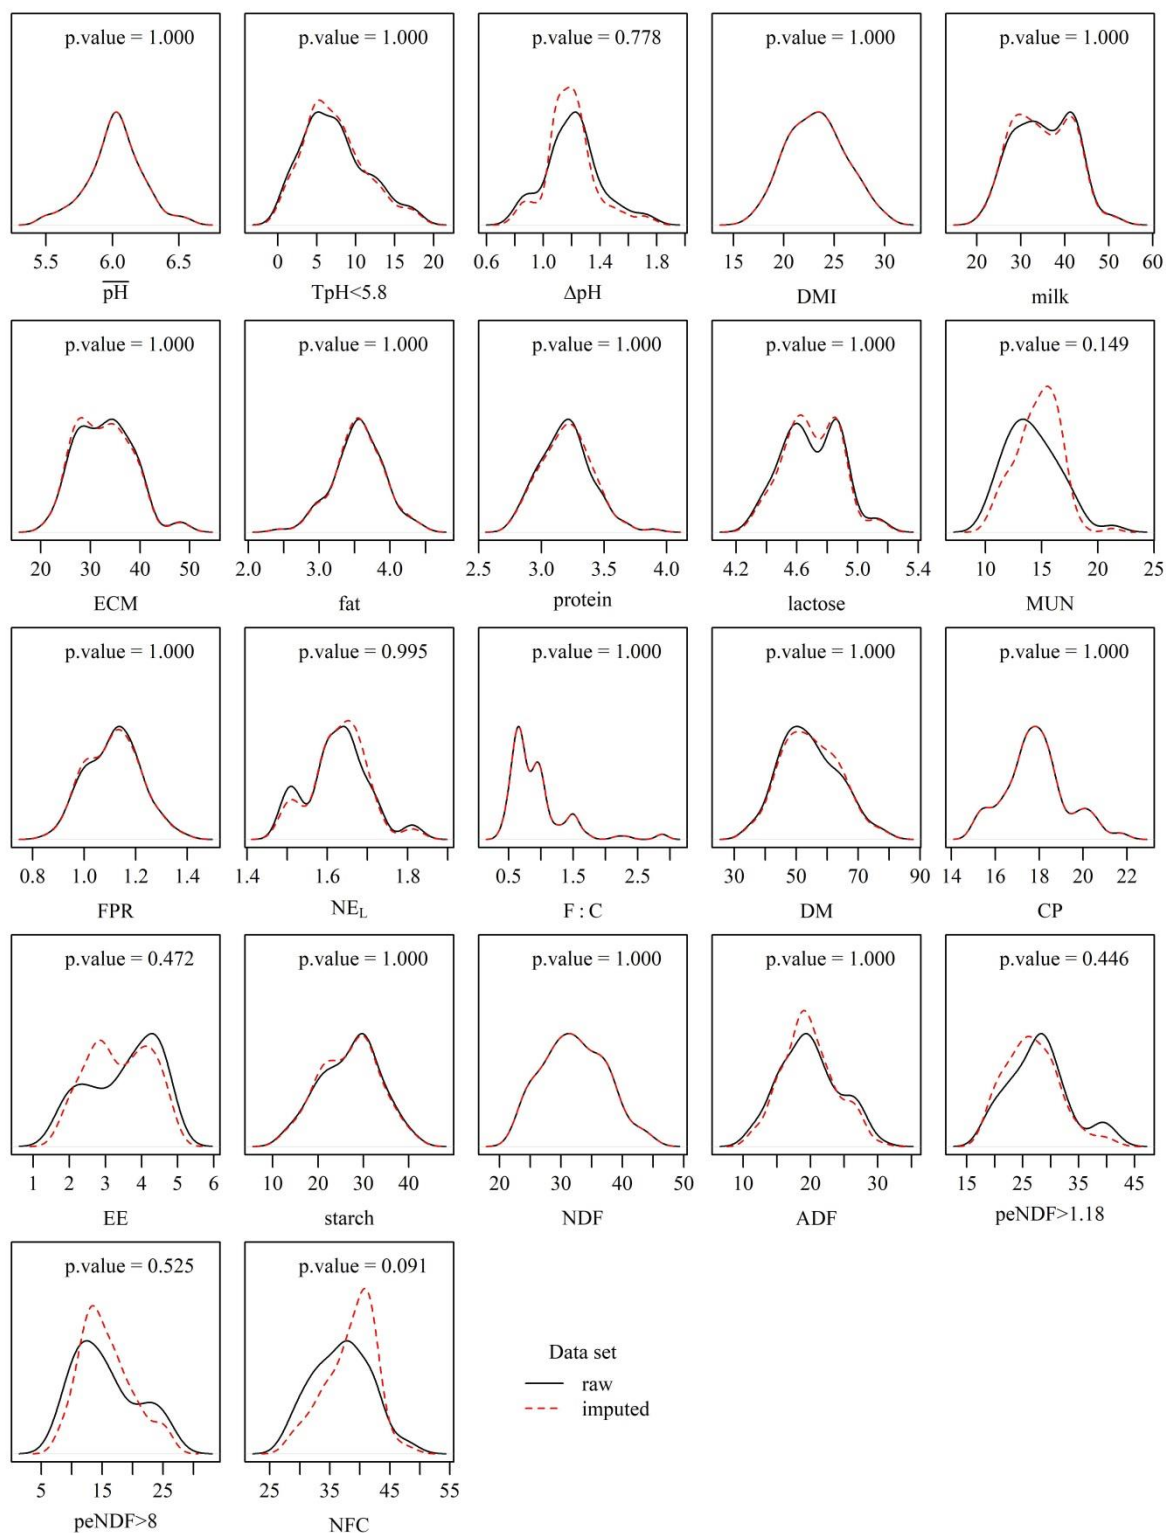 p.value = 1.000 p.value = 1.000 p.value = 0.778 p.value = 1.000 p.value = 1.000
5.5 6.0 6.5 0 5 10 15 20 0.6 1.0 1.4 1.8 15 20 25 30 20 30 40 50 60
p̅H̅ TpH<5.8 ΔpH DMI milk
p.value = 1.000 p.value = 1.000 p.value = 1.000 p.value = 1.000 p.value = 0.149
20 30 40 50 2.0 3.0 4.0 2.5 3.0 3.5 4.0 4.2 4.6 5.0 5.4 10 15 20 25
ECM fat protein lactose MUN
p.value = 1.000 p.value = 0.995 p.value = 1.000 p.value = 1.000 p.value = 1.000
0.8 1.0 1.2 1.4 1.4 1.6 1.8 0.5 1.5 2.5 30 50 70 90 14 16 18 20 22
FPR NEL F : C DM CP
p.value = 0.472 p.value = 1.000 p.value = 1.000 p.value = 1.000 p.value = 0.446
1 2 3 4 5 6 10 20 30 40 20 30 40 50 10 20 30 15 25 35 45
EE starch NDF ADF peNDF>1.18
p.value = 0.525 p.value = 0.091
Data set
raw
imputed
5 15 25 25 35 45 55
peNDF>8 NFC